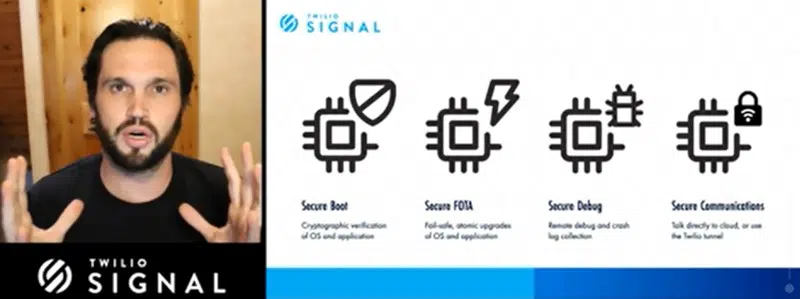 TWILIO
SIGNAL
TWILIO
SIGNAL
Secure Boot
Cryptographic verification
of OS and application
Secure FOTA
Fail-safe, atomic upgrades
of OS and application
Secure Debug
Remote debug and crash
log collection
Secure Communications
Talk directly to cloud, or use
the Twilio tunnel